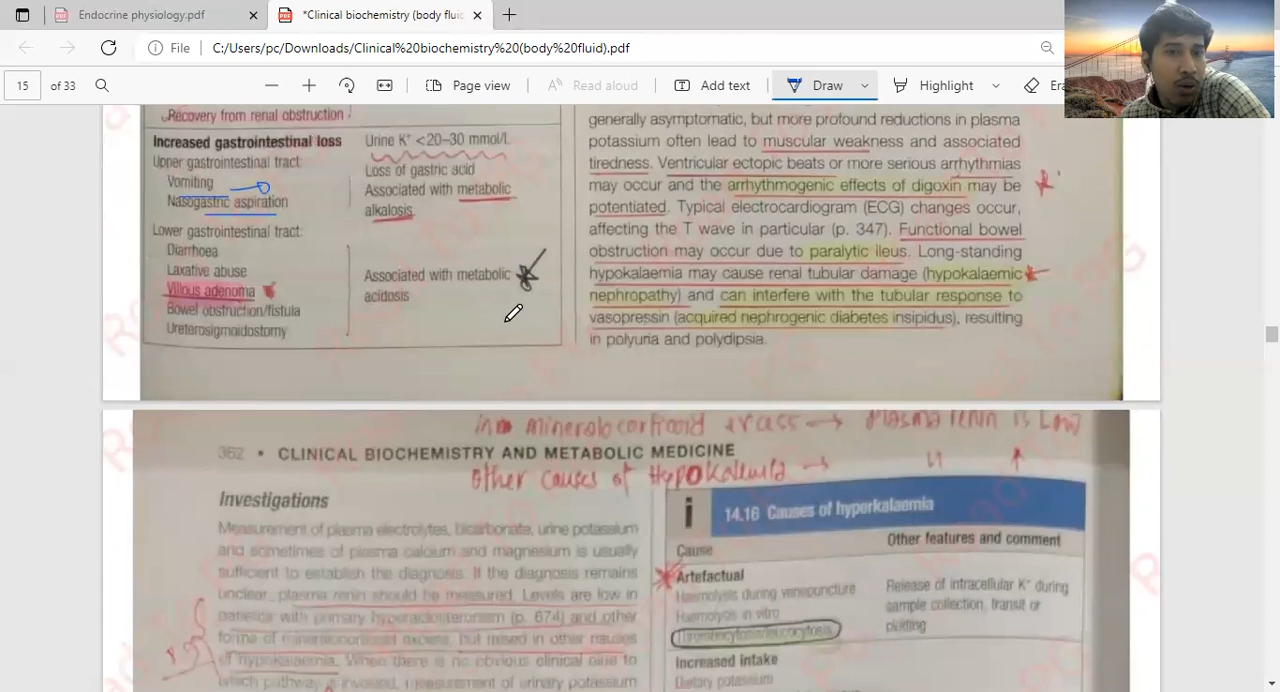 Endocrine physiology.pdf
*Clinical biochemistry (body fluid
File
C:/Users/pc/Downloads/Clinical%20biochemistry%20(body%20fluid).pdf
15 of 33
Page view
Read aloud
Add text
Draw
Highlight
Era
Recovery from renal obstruction
Increased gastrointestinal loss
Urine K+ <20–30 mmol/L
Upper gastrointestinal tract:
Loss of gastric acid
Vomiting
Associated with metabolic
Nasogastric aspiration
alkalosis
Lower gastrointestinal tract:
Diarrhoea
Laxative abuse
Associated with metabolic
Villous adenoma
acidosis
Bowel obstruction/fistula
Ureterosigmoidostomy
generally asymptomatic, but more profound reductions in plasma
potassium often lead to muscular weakness and associated
tiredness. Ventricular ectopic beats or more serious arrhythmias
may occur and the arrhythmogenic effects of digoxin may be
potentiated. Typical electrocardiogram (ECG) changes occur,
affecting the T wave in particular (p. 347). Functional bowel
obstruction may occur due to paralytic ileus. Long-standing
hypokalaemia may cause renal tubular damage (hypokalaemic
nephropathy) and can interfere with the tubular response to
vasopressin (acquired nephrogenic diabetes insipidus), resulting
in polyuria and polydipsia.
mineralocorticoid excess → plasma renin is Low
362 • CLINICAL BIOCHEMISTRY AND METABOLIC MEDICINE
Other causes of Hypokalemia → " ↑
Investigations
Measurement of plasma electrolytes, bicarbonate, urine potassium
and sometimes of plasma calcium and magnesium is usually
sufficient to establish the diagnosis. If the diagnosis remains
unclear, plasma renin should be measured. Levels are low in
patients with primary hyperaldosteronism (p. 674) and other
forms of mineralocorticoid excess, but raised in other causes
of hypokalaemia. When there is no obvious clinical clue to
which pathway is involved, measurement of urinary potassium
i 14.16 Causes of hyperkalaemia
Cause
Other features and comment
Artefactual
Haemolysis during venepuncture
Release of intracellular K+ during
Haemolysis in vitro
sample collection, transit or
Thrombocytosis/leucocytosis
clotting
Increased intake
Dietary potassium